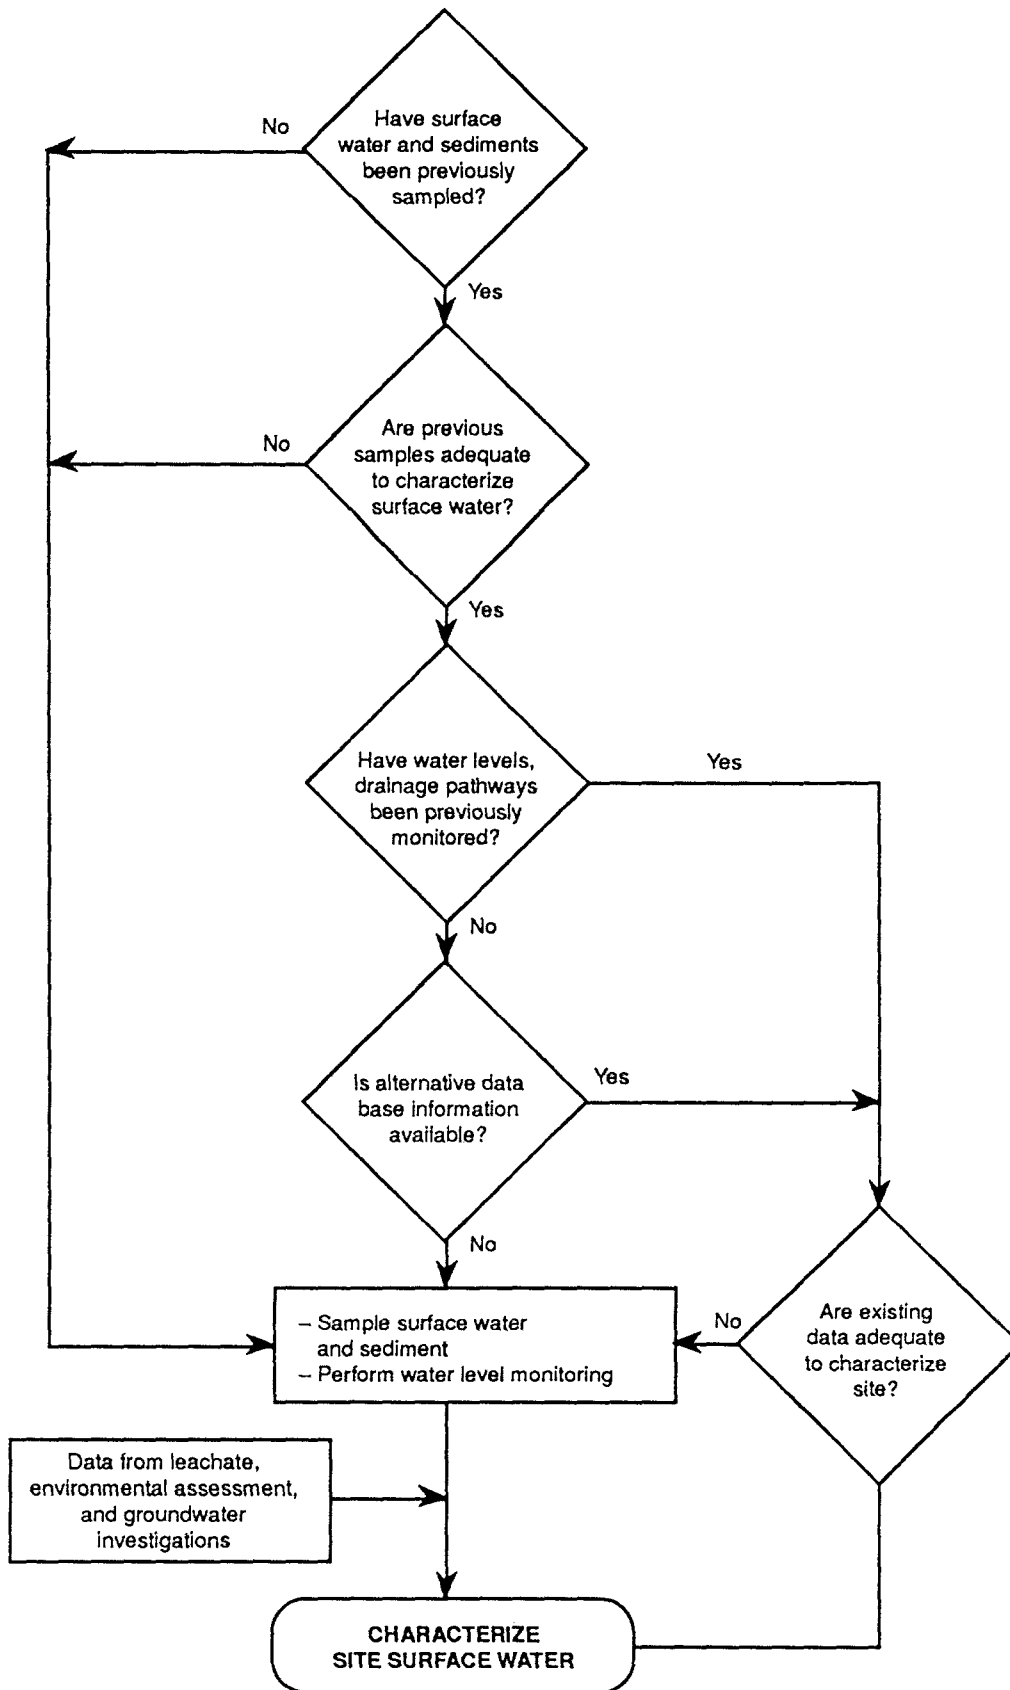 No
Have surface
water and sediments
been previously
sampled?
Yes
No
Are previous
samples adequate
to characterize
surface water?
Yes
Have water levels,
drainage pathways
been previously
monitored?
Yes
No
Is alternative data
base information
available?
Yes
No
– Sample surface water
and sediment
– Perform water level monitoring
No
Are existing
data adequate
to characterize
site?
Data from leachate,
environmental assessment,
and groundwater
investigations
CHARACTERIZE
SITE SURFACE WATER